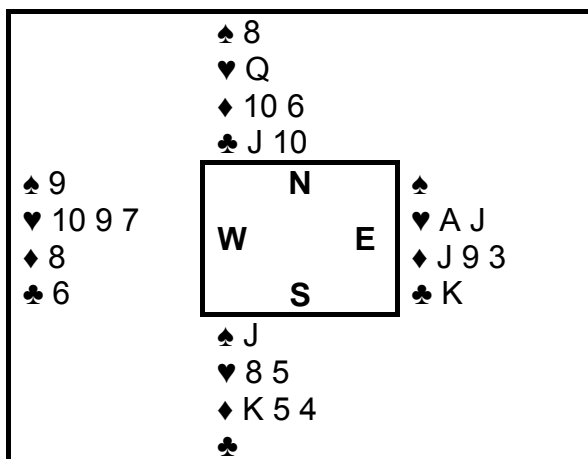 ♠ 8
♥ Q
♦ 10 6
♣ J 10
♠ 9
♥ 10 9 7
♦ 8
♣ 6
N
W E
S
♠
♥ A J
♦ J 9 3
♣ K
♠ J
♥ 8 5
♦ K 5 4
♣